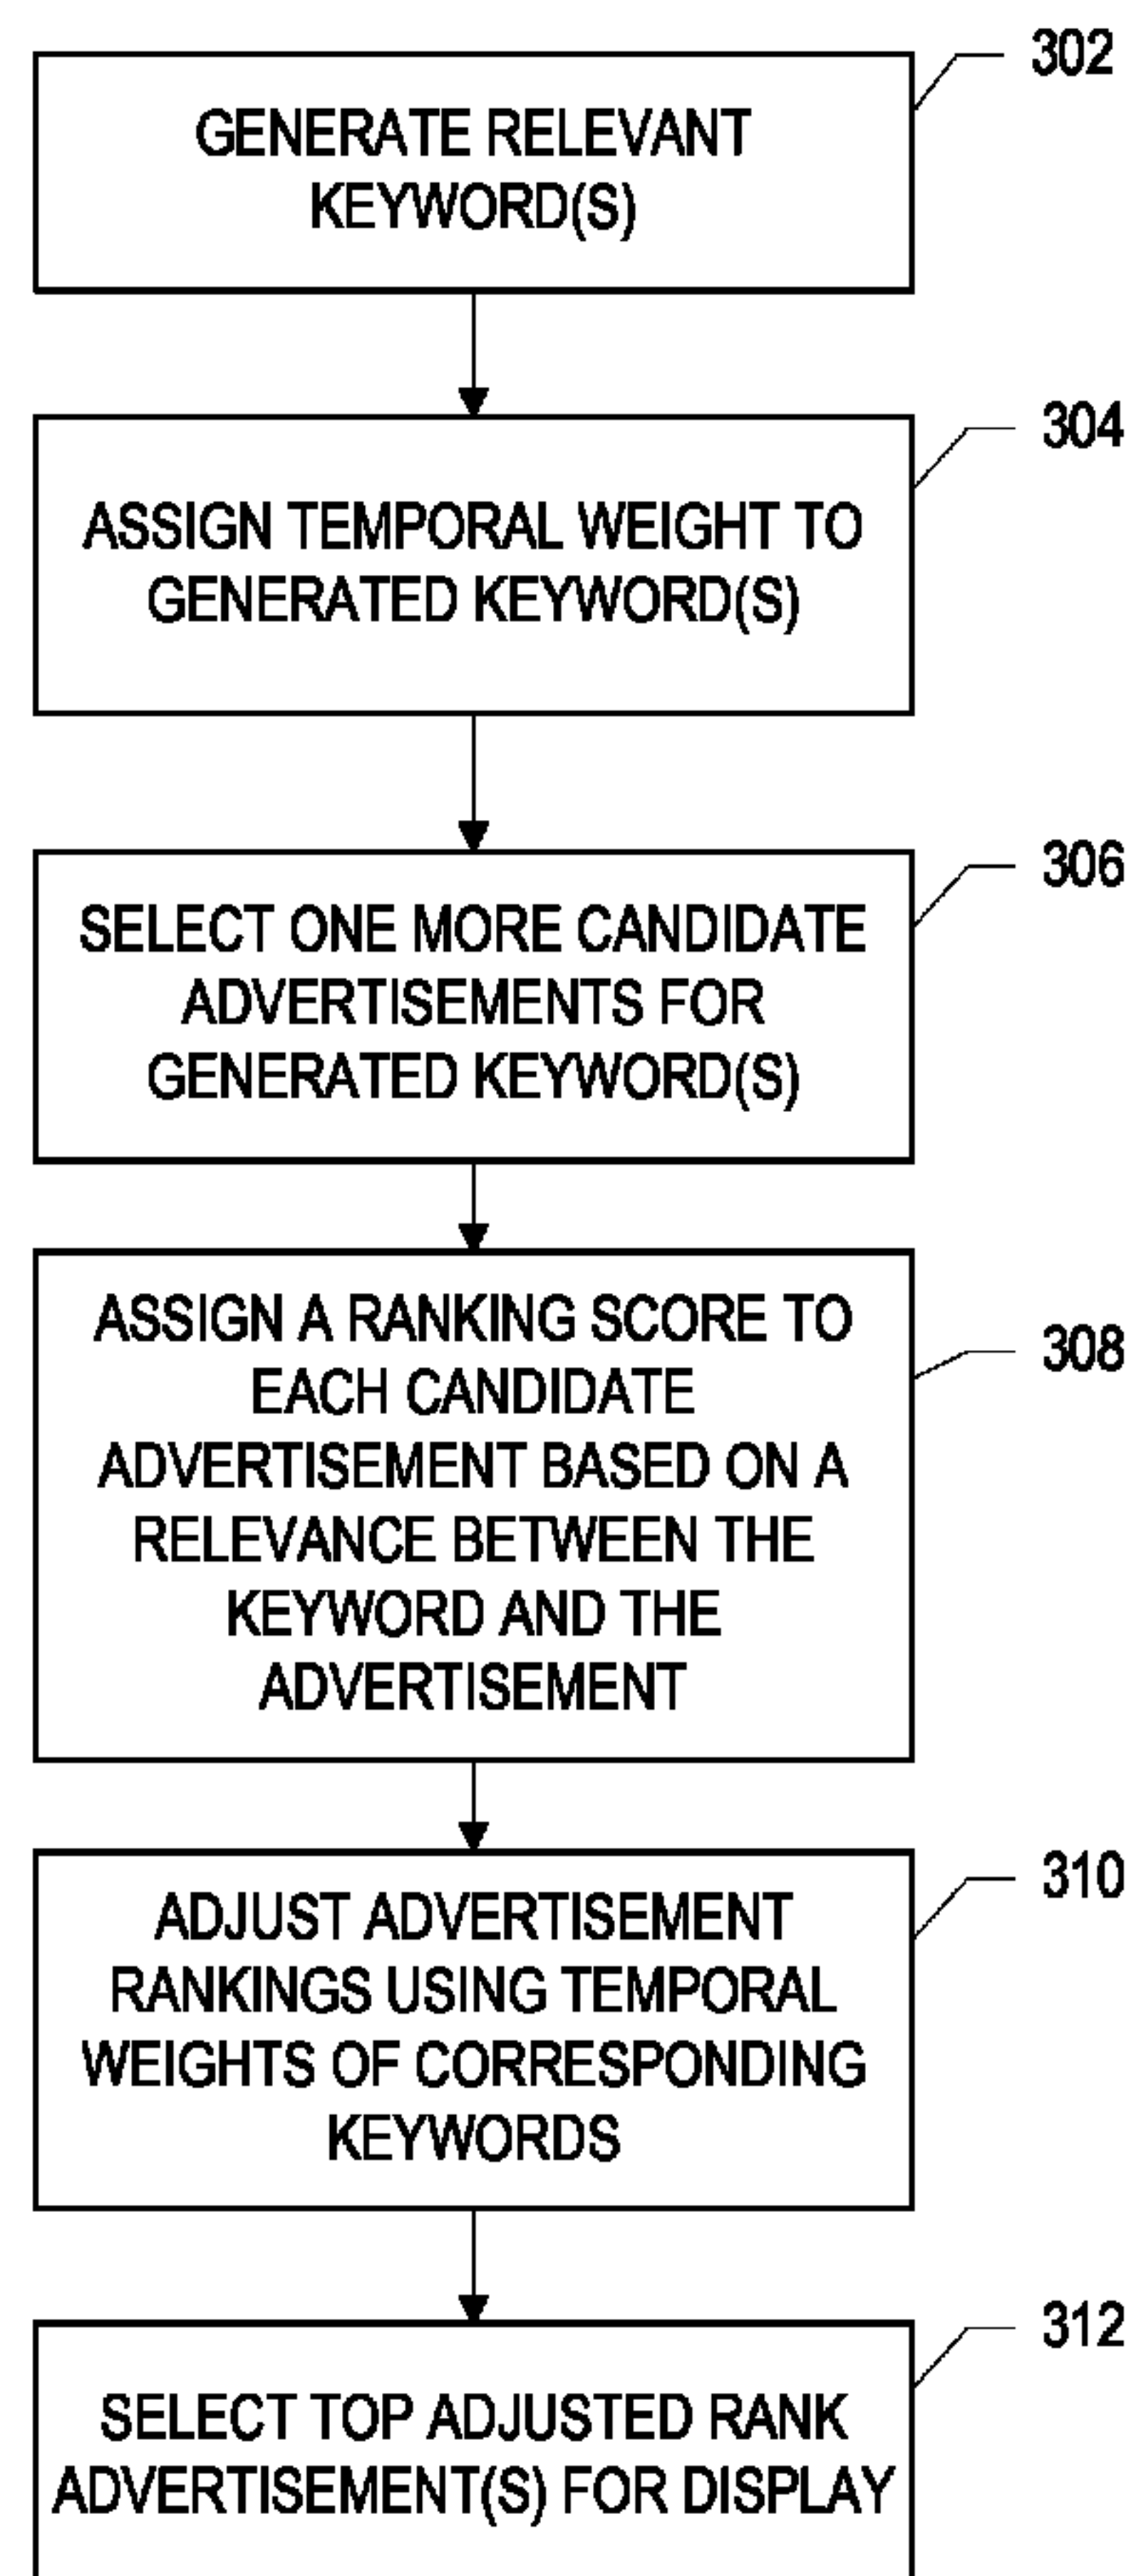 302
GENERATE RELEVANT
KEYWORD(S)
304
ASSIGN TEMPORAL WEIGHT TO
GENERATED KEYWORD(S)
306
SELECT ONE MORE CANDIDATE
ADVERTISEMENTS FOR
GENERATED KEYWORD(S)
308
ASSIGN A RANKING SCORE TO
EACH CANDIDATE
ADVERTISEMENT BASED ON A
RELEVANCE BETWEEN THE
KEYWORD AND THE
ADVERTISEMENT
310
ADJUST ADVERTISEMENT
RANKINGS USING TEMPORAL
WEIGHTS OF CORRESPONDING
KEYWORDS
312
SELECT TOP ADJUSTED RANK
ADVERTISEMENT(S) FOR DISPLAY